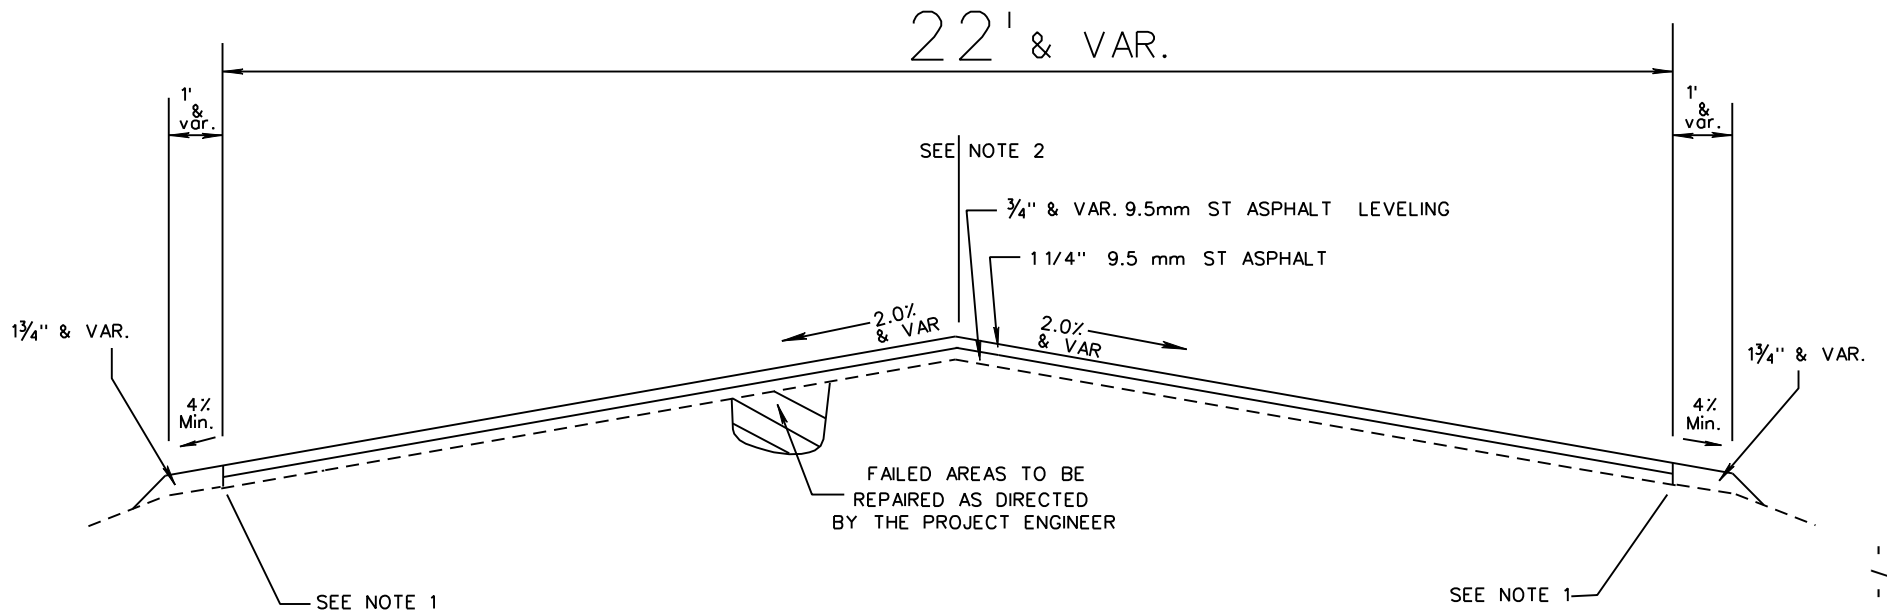 22' & VAR.
1'
&
var.
1'
&
var.
SEE NOTE 2
¾" & VAR. 9.5mm ST ASPHALT LEVELING
1 1/4" 9.5 mm ST ASPHALT
2.0%
& VAR
2.0%
& VAR
1¾" & VAR.
1¾" & VAR.
4%
Min.
4%
Min.
FAILED AREAS TO BE
REPAIRED AS DIRECTED
BY THE PROJECT ENGINEER
SEE NOTE 1
SEE NOTE 1